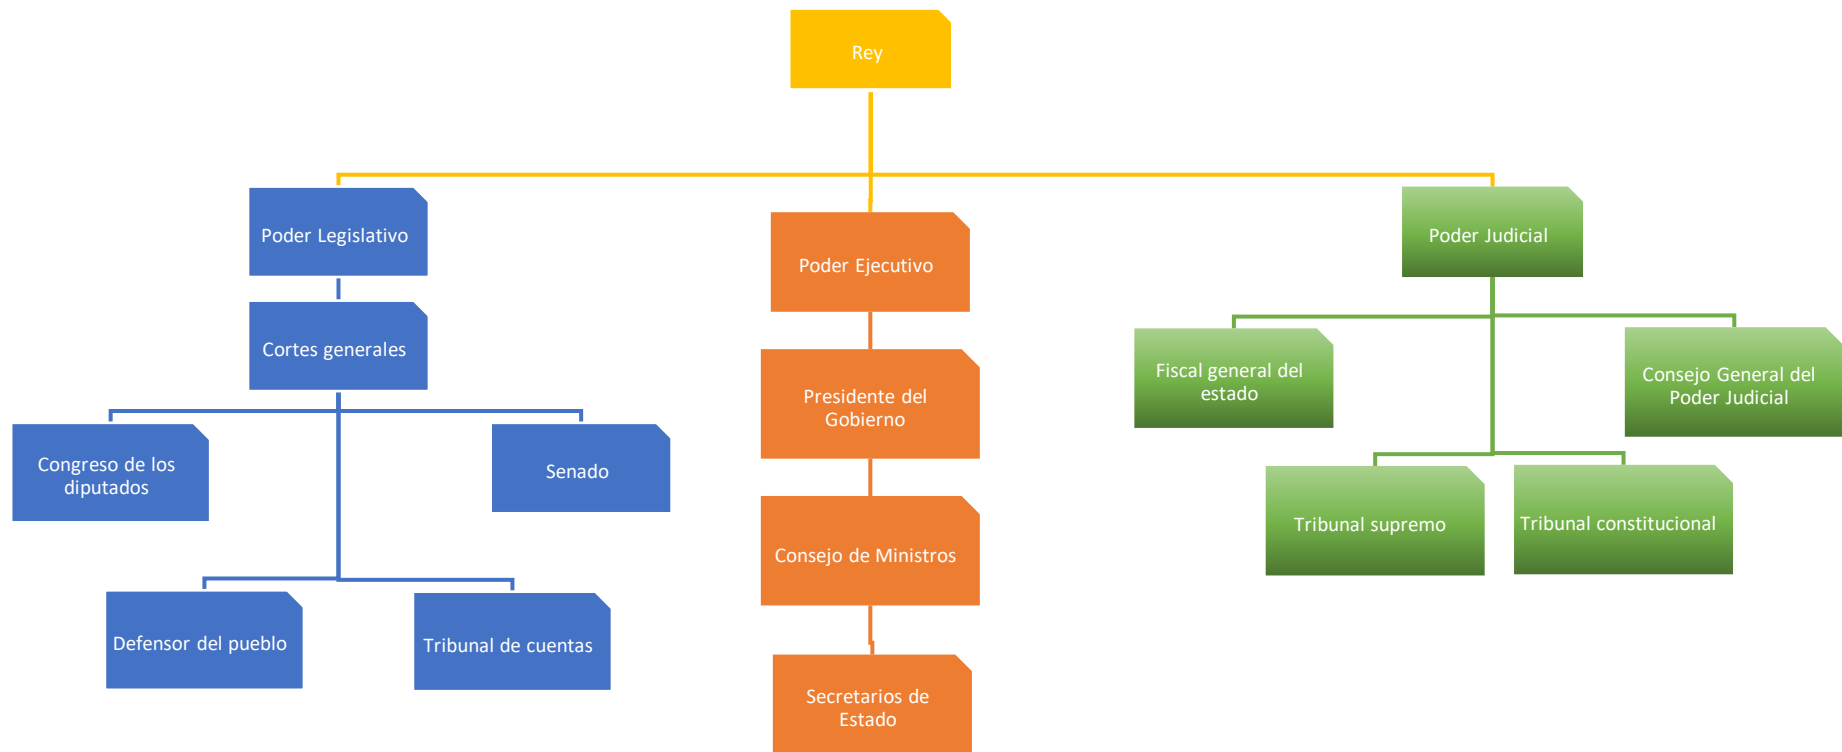 Rey
Poder Legislativo
Poder Ejecutivo
Poder Judicial
Cortes generales
Presidente del
Gobierno
Fiscal general del
estado
Consejo General del
Poder Judicial
Congreso de los
diputados
Senado
Consejo de Ministros
Tribunal supremo
Tribunal constitucional
Defensor del pueblo
Tribunal de cuentas
Secretarios de
Estado